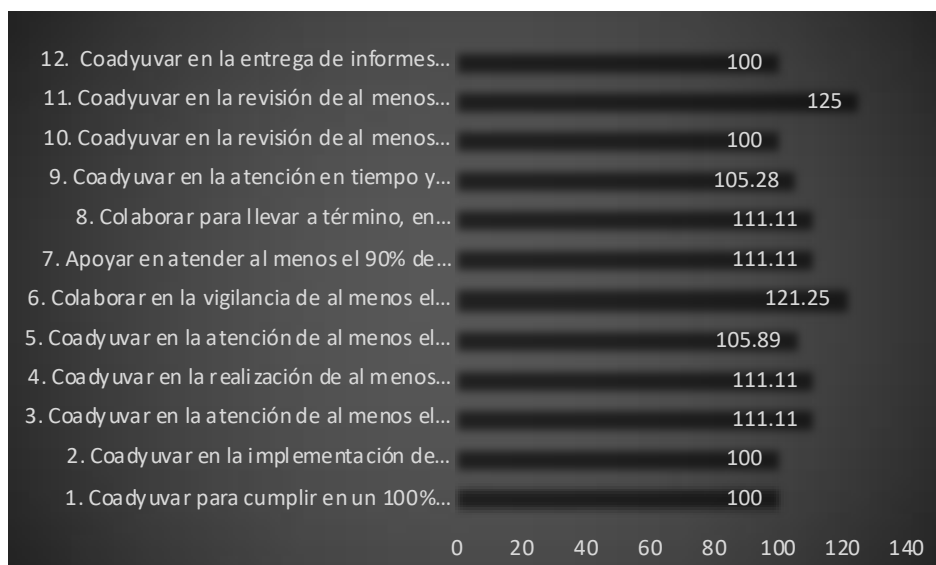 12. Coadyuvar en la entrega de informes... 100
11. Coadyuvar en la revisión de al menos... 125
10. Coadyuvar en la revisión de al menos... 100
9. Coadyuvar en la atención en tiempo y... 105.28
8. Colaborar para llevar a término, en... 111.11
7. Apoyar en atender al menos el 90% de... 111.11
6. Colaborar en la vigilancia de al menos el... 121.25
5. Coadyuvar en la atención de al menos el... 105.89
4. Coadyuvar en la realización de al menos... 111.11
3. Coadyuvar en la atención de al menos el... 111.11
2. Coadyuvar en la implementación de... 100
1. Coadyuvar para cumplir en un 100%... 100
0 20 40 60 80 100 120 140